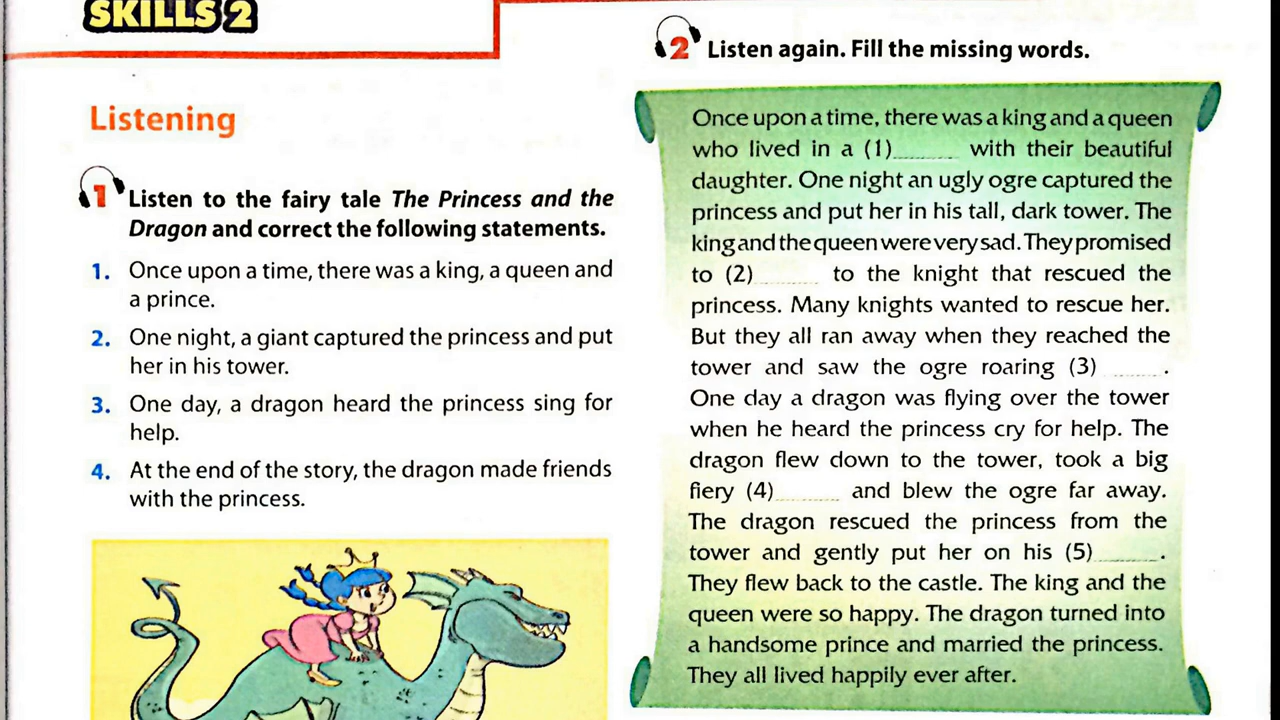 SKILLS 2
Listening
1 Listen to the fairy tale The Princess and the
Dragon and correct the following statements.
1. Once upon a time, there was a king, a queen and
a prince.
2. One night, a giant captured the princess and put
her in his tower.
3. One day, a dragon heard the princess sing for
help.
4. At the end of the story, the dragon made friends
with the princess.
2 Listen again. Fill the missing words.
Once upon a time, there was a king and a queen
who lived in a (1)________ with their beautiful
daughter. One night an ugly ogre captured the
princess and put her in his tall, dark tower. The
king and the queen were very sad. They promised
to (2)________ to the knight that rescued the
princess. Many knights wanted to rescue her.
But they all ran away when they reached the
tower and saw the ogre roaring (3) ______.
One day a dragon was flying over the tower
when he heard the princess cry for help. The
dragon flew down to the tower, took a big
fiery (4)________ and blew the ogre far away.
The dragon rescued the princess from the
tower and gently put her on his (5)_______.
They flew back to the castle. The king and the
queen were so happy. The dragon turned into
a handsome prince and married the princess.
They all lived happily ever after.